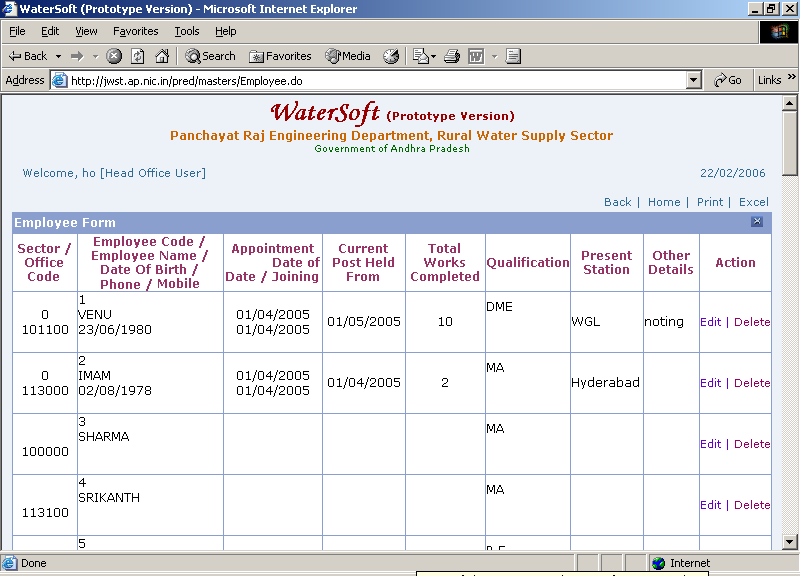 WaterSoft (Prototype Version) - Microsoft Internet Explorer
File Edit View Favorites Tools Help
Back Search Favorites Media
Address http://jwst.ap.nic.in/pred/masters/Employee.do Go Links »
WaterSoft (Prototype Version)
Panchayat Raj Engineering Department, Rural Water Supply Sector
Government of Andhra Pradesh
Welcome, ho [Head Office User] 22/02/2006
Back | Home | Print | Excel
Employee Form
Sector / Office Code
Employee Code / Employee Name / Date Of Birth / Phone / Mobile
Appointment Date of Date / Joining
Current Post Held From
Total Works Completed
Qualification
Present Station
Other Details
Action
0
101100
1
VENU
23/06/1980
01/04/2005
01/04/2005
01/05/2005
10
DME
WGL
noting
Edit | Delete
0
113000
2
IMAM
02/08/1978
01/04/2005
01/04/2005
01/04/2005
2
MA
Hyderabad
Edit | Delete
100000
3
SHARMA
MA
Edit | Delete
113100
4
SRIKANTH
MA
Edit | Delete
5
Done Internet